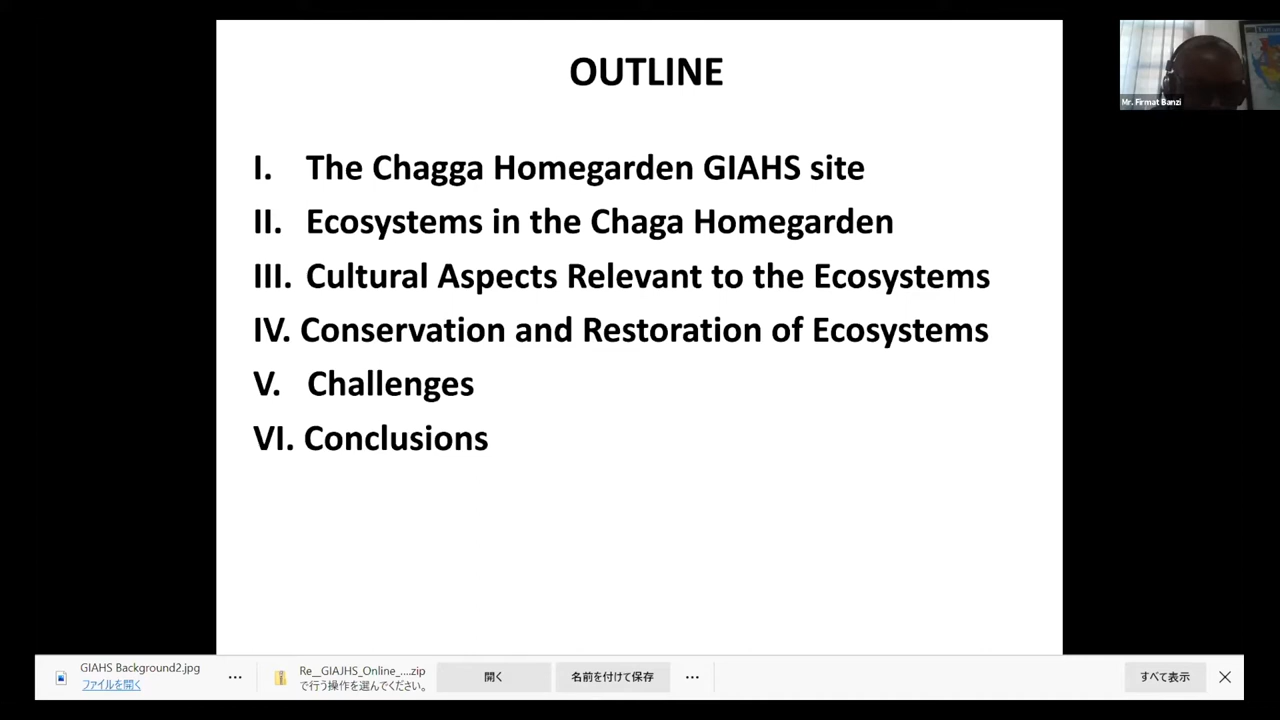 OUTLINE
I. The Chagga Homegarden GIAHS site
II. Ecosystems in the Chaga Homegarden
III. Cultural Aspects Relevant to the Ecosystems
IV. Conservation and Restoration of Ecosystems
V. Challenges
VI. Conclusions
Mr. Firmat Banzi
GIAHS Background2.jpg
ファイルを開く
Re__GIAJHS_Online_....zip
で行う操作を選んでください。
開く
名前を付けて保存
すべて表示